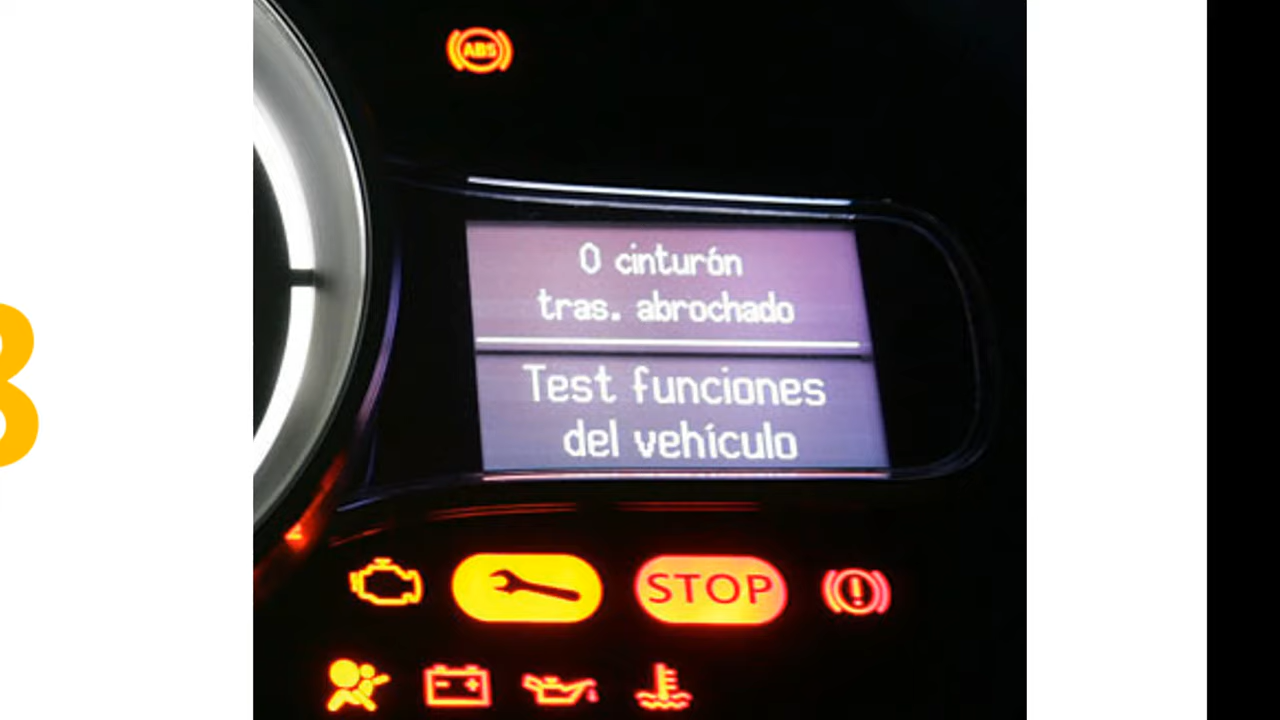 ABS
0 cinturón
tras. abrochado
Test funciones
del vehículo
STOP